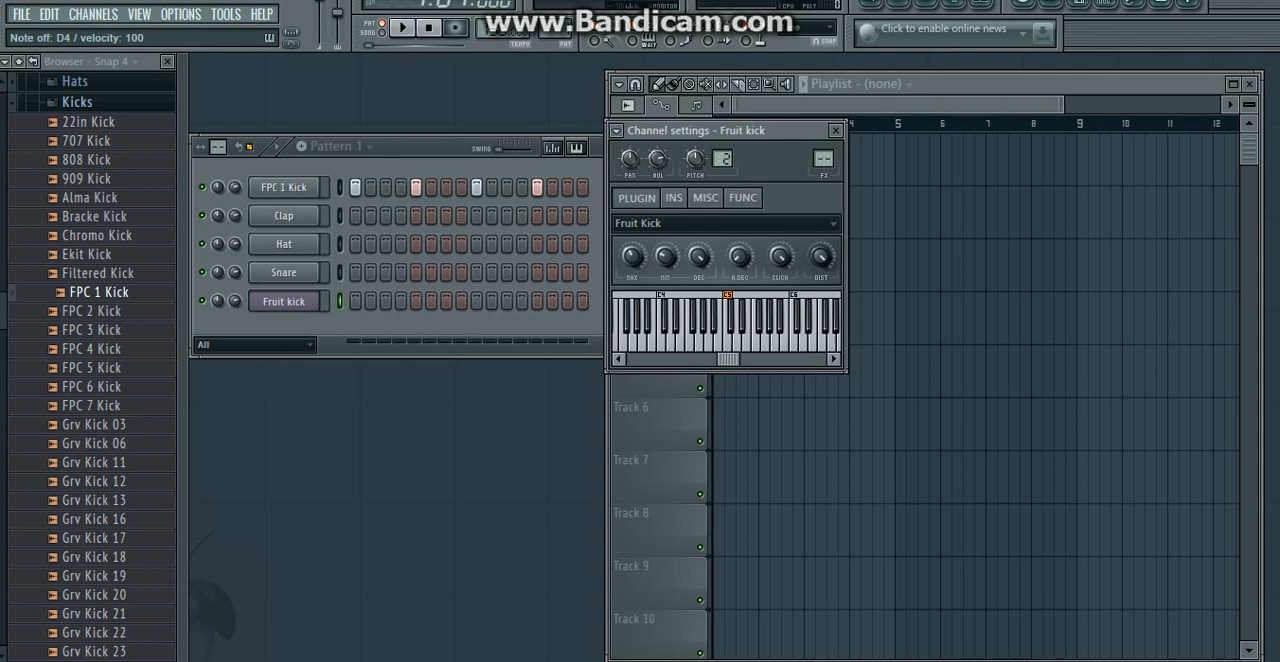 FILE EDIT CHANNELS VIEW OPTIONS TOOLS HELP
www.Bandicam.com
Note off: D4 / velocity: 100
PAT
SONG
TEMPO
PAT
WAIT
SNAP
CPU
Click to enable online news
Browser - Snap 4
Hats
Kicks
22in Kick
707 Kick
808 Kick
909 Kick
Alma Kick
Bracke Kick
Chromo Kick
Ekit Kick
Filtered Kick
FPC 1 Kick
FPC 2 Kick
FPC 3 Kick
FPC 4 Kick
FPC 5 Kick
FPC 6 Kick
FPC 7 Kick
Grv Kick 03
Grv Kick 06
Grv Kick 11
Grv Kick 12
Grv Kick 13
Grv Kick 16
Grv Kick 17
Grv Kick 18
Grv Kick 19
Grv Kick 20
Grv Kick 21
Grv Kick 22
Grv Kick 23
Pattern 1
SWING
FPC 1 Kick
Clap
Hat
Snare
Fruit kick
All
Playlist - (none)
4 5 6 7 8 9 10 11 12
Channel settings - Fruit kick
PAN VOL PITCH 2 FX
PLUGIN INS MISC FUNC
Fruit Kick
MAX MIN DEC A.DEC CLICK DIST
C4 C5 C6
Track 6
Track 7
Track 8
Track 9
Track 10